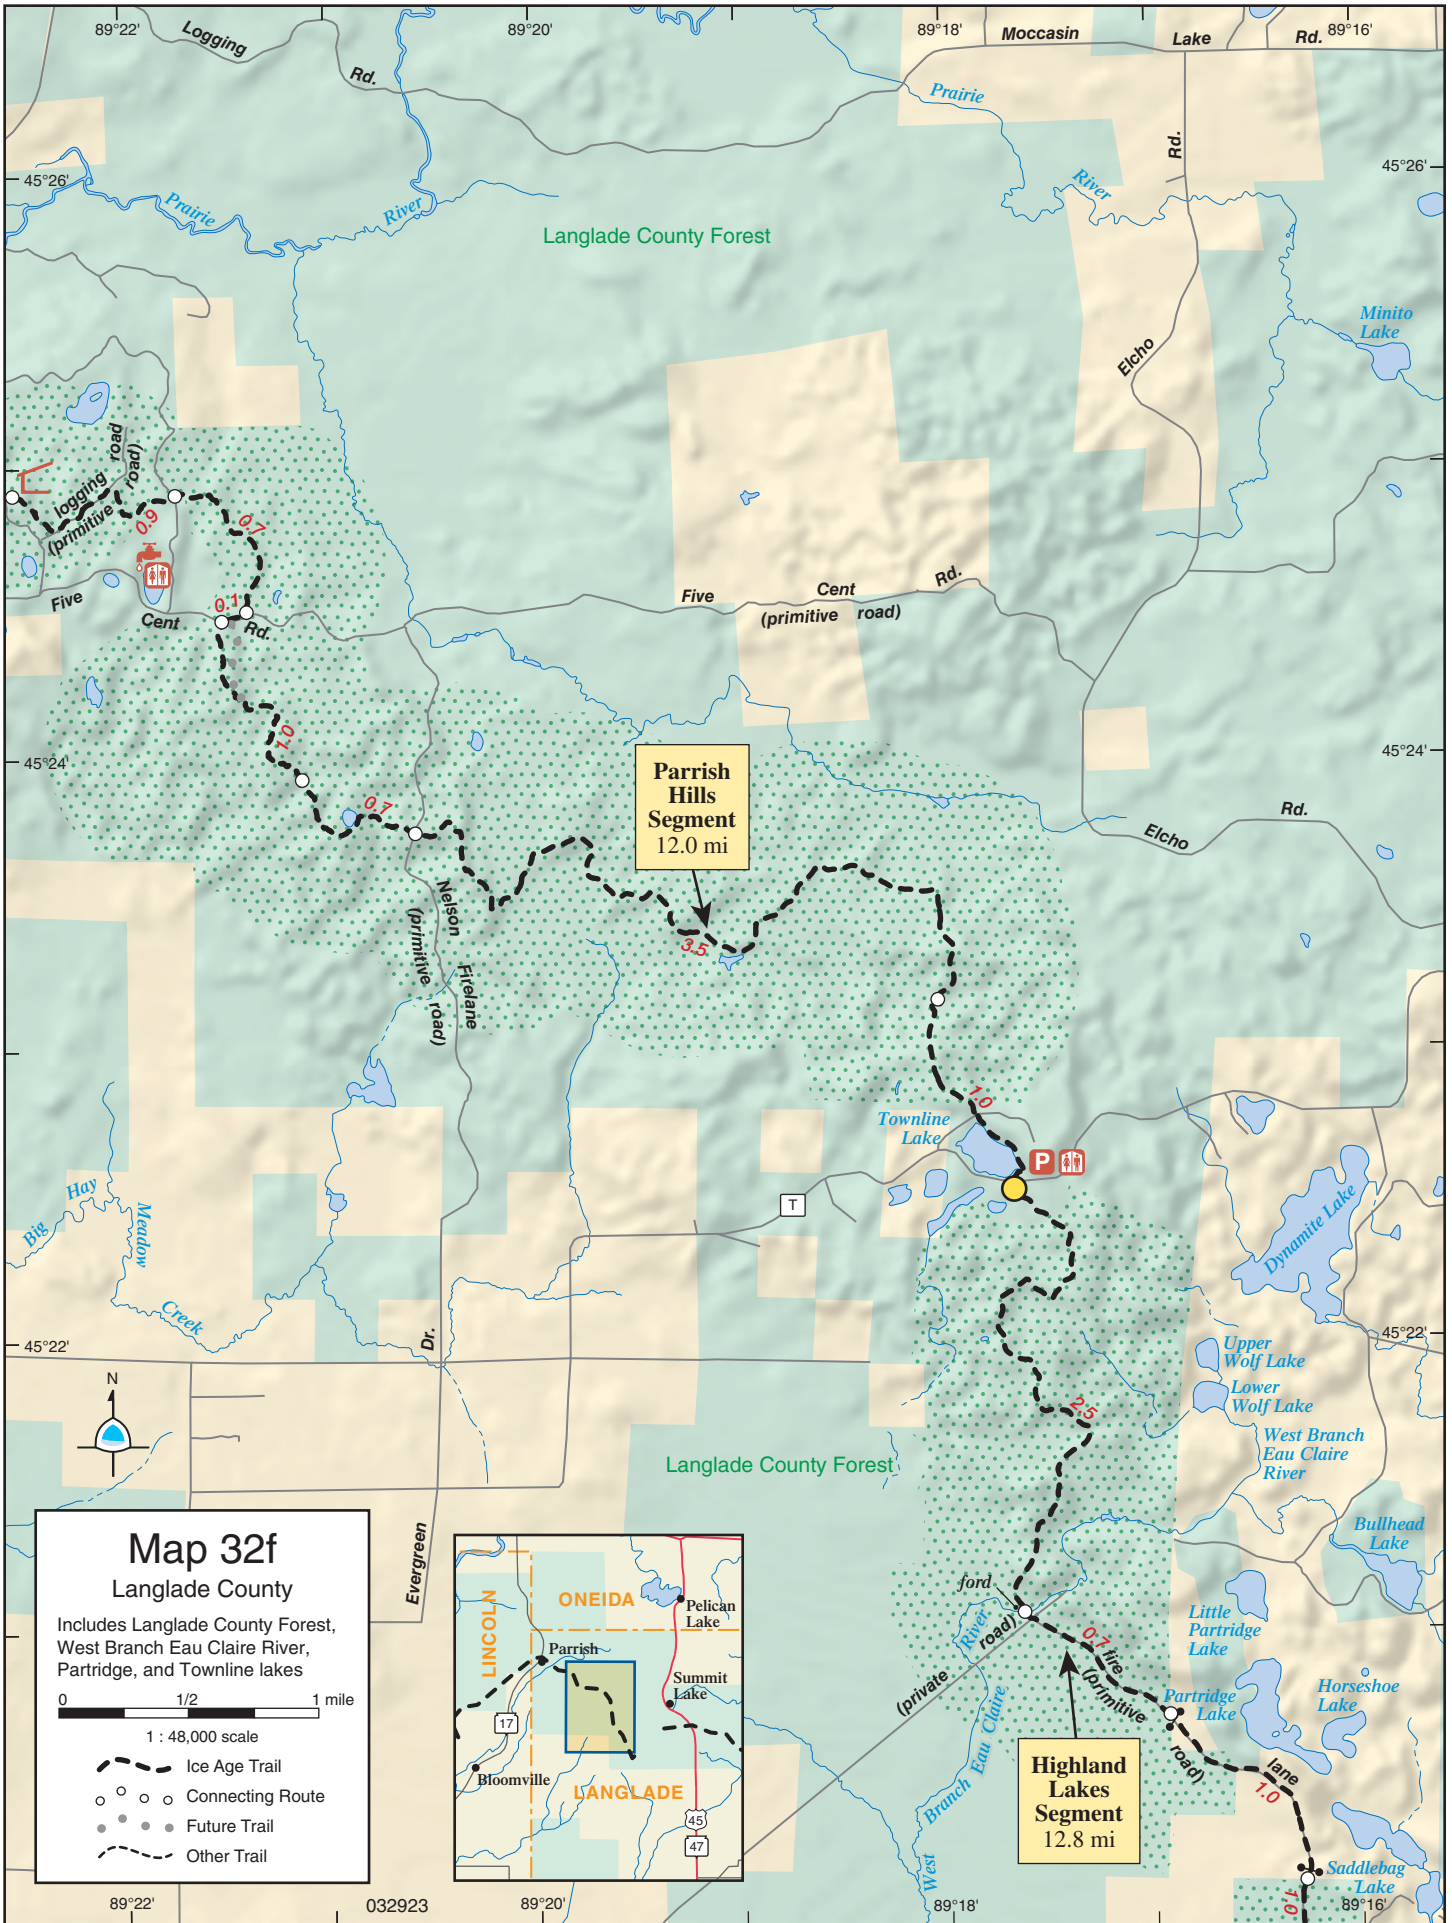 89°22'
89°20'
89°18'
89°16'
Logging
Rd.
Moccasin
Lake
Rd.
Prairie
Rd.
45°26'
45°26'
Prairie
River
River
Langlade County Forest
Minito
Lake
Elcho
logging
road
(primitive
road)
0.9
0.7
Five
Cent
Rd.
0.1
Five
Cent
Rd.
(primitive road)
1.0
45°24'
45°24'
Parrish
Hills
Segment
12.0 mi
0.7
Elcho
Rd.
Nelson
Firelane
(primitive
road)
3.5
1.0
Townline
Lake
P
T
Big
Hay
Meadow
Creek
Dynamite Lake
45°22'
45°22'
Dr.
Upper
Wolf Lake
Lower
Wolf Lake
2.5
West Branch
Eau Claire
River
N
Langlade County Forest
Bullhead
Lake
Evergreen
ford
River
(private
road)
0.7
fire
(primitive
road)
lane
Little
Partridge
Lake
Partridge
Lake
Horseshoe
Lake
Highland
Lakes
Segment
12.8 mi
1.0
West
Branch
Eau Claire
Saddlebag
Lake
1.0
Map 32f
Langlade County
Includes Langlade County Forest,
West Branch Eau Claire River,
Partridge, and Townline lakes
0 1/2 1 mile
1 : 48,000 scale
Ice Age Trail
Connecting Route
Future Trail
Other Trail
LINCOLN
ONEIDA
Pelican
Lake
Parrish
Summit
Lake
17
Bloomville
LANGLADE
45
47
89°22'
032923
89°20'
89°18'
89°16'